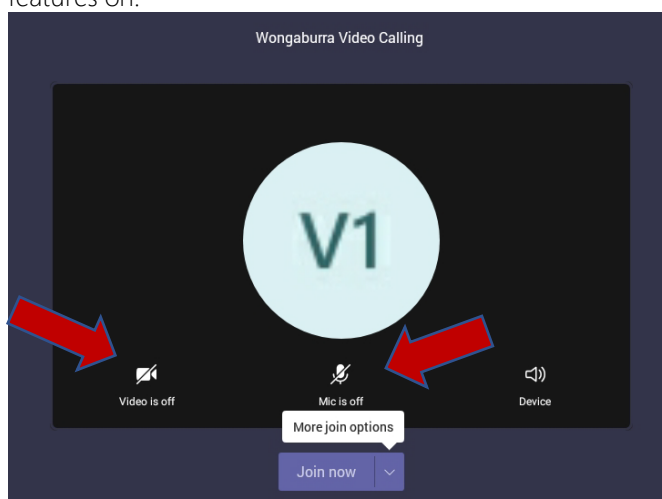 features on.
Wongaburra Video Calling
V1
Video is off
Mic is off
Device
More join options
Join now